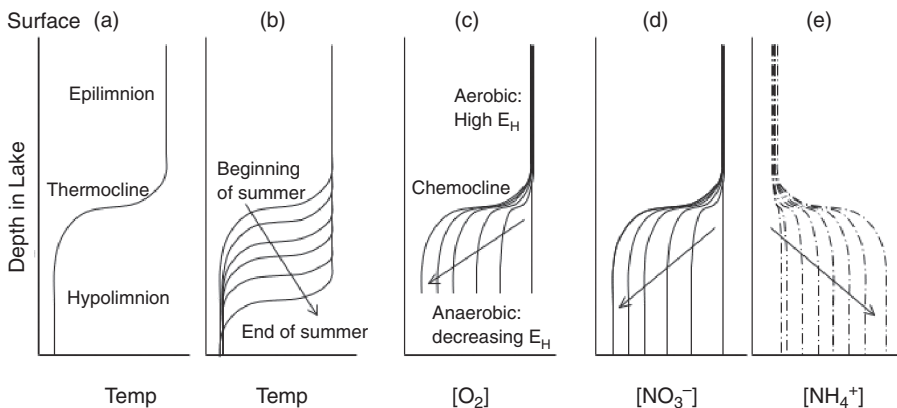 Surface (a) (b) (c) (d) (e)
Depth in Lake
Epilimnion
Thermocline
Hypolimnion
Temp
Beginning
of summer
End of summer
Temp
Aerobic:
High E_H
Chemocline
Anaerobic:
decreasing E_H
[O₂]
[NO₃⁻]
[NH₄⁺]